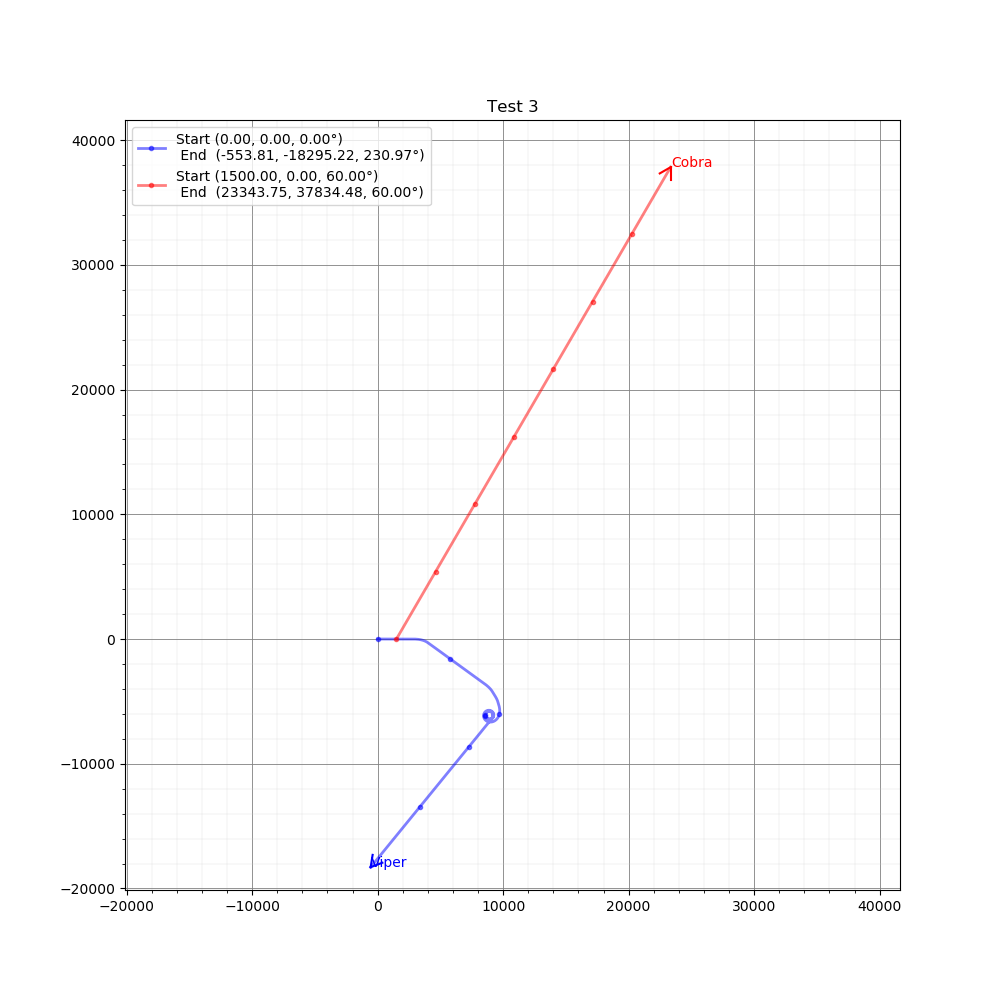 Test 3
Start (0.00, 0.00, 0.00°)
End (-553.81, -18295.22, 230.97°)
Start (1500.00, 0.00, 60.00°)
End (23343.75, 37834.48, 60.00°)
Cobra
40000
30000
20000
10000
0
−10000
−20000
Viper
−20000
−10000
0
10000
20000
30000
40000